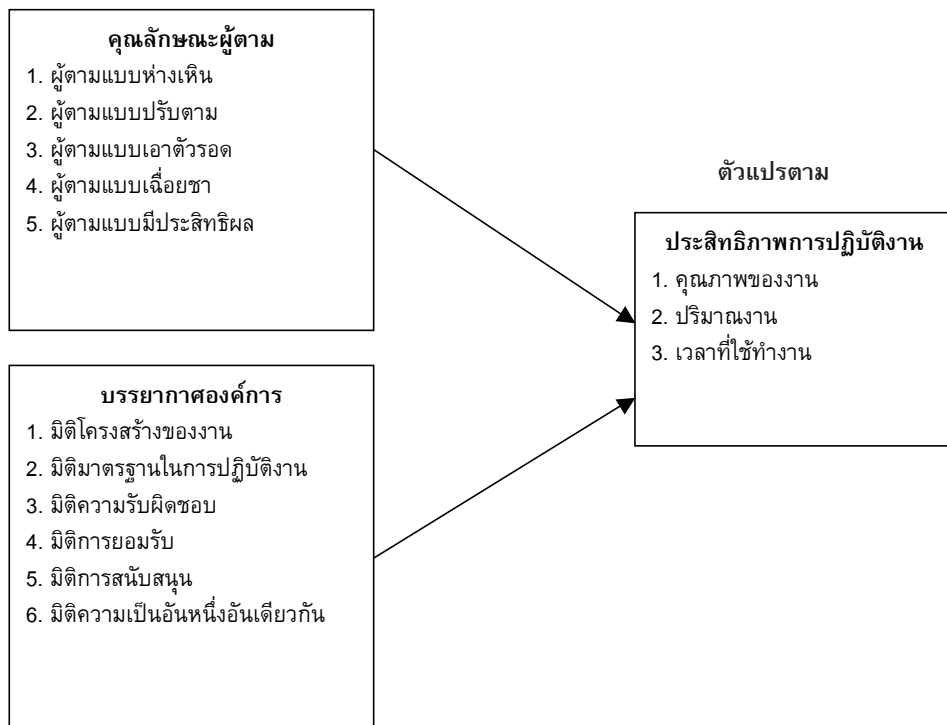 คุณลักษณะผู้ตาม
1. ผู้ตามแบบห่างเหิน
2. ผู้ตามแบบปรับตาม
3. ผู้ตามแบบเอาตัวรอด
4. ผู้ตามแบบเฉื่อยชา
5. ผู้ตามแบบมีประสิทธิผล
ตัวแปรตาม
ประสิทธิภาพการปฏิบัติงาน
1. คุณภาพของงาน
2. ปริมาณงาน
3. เวลาที่ใช้ทำงาน
บรรยากาศองค์การ
1. มิติโครงสร้างของงาน
2. มิติมาตรฐานในการปฏิบัติงาน
3. มิติความรับผิดชอบ
4. มิติการยอมรับ
5. มิติการสนับสนุน
6. มิติความเป็นอันหนึ่งอันเดียวกัน